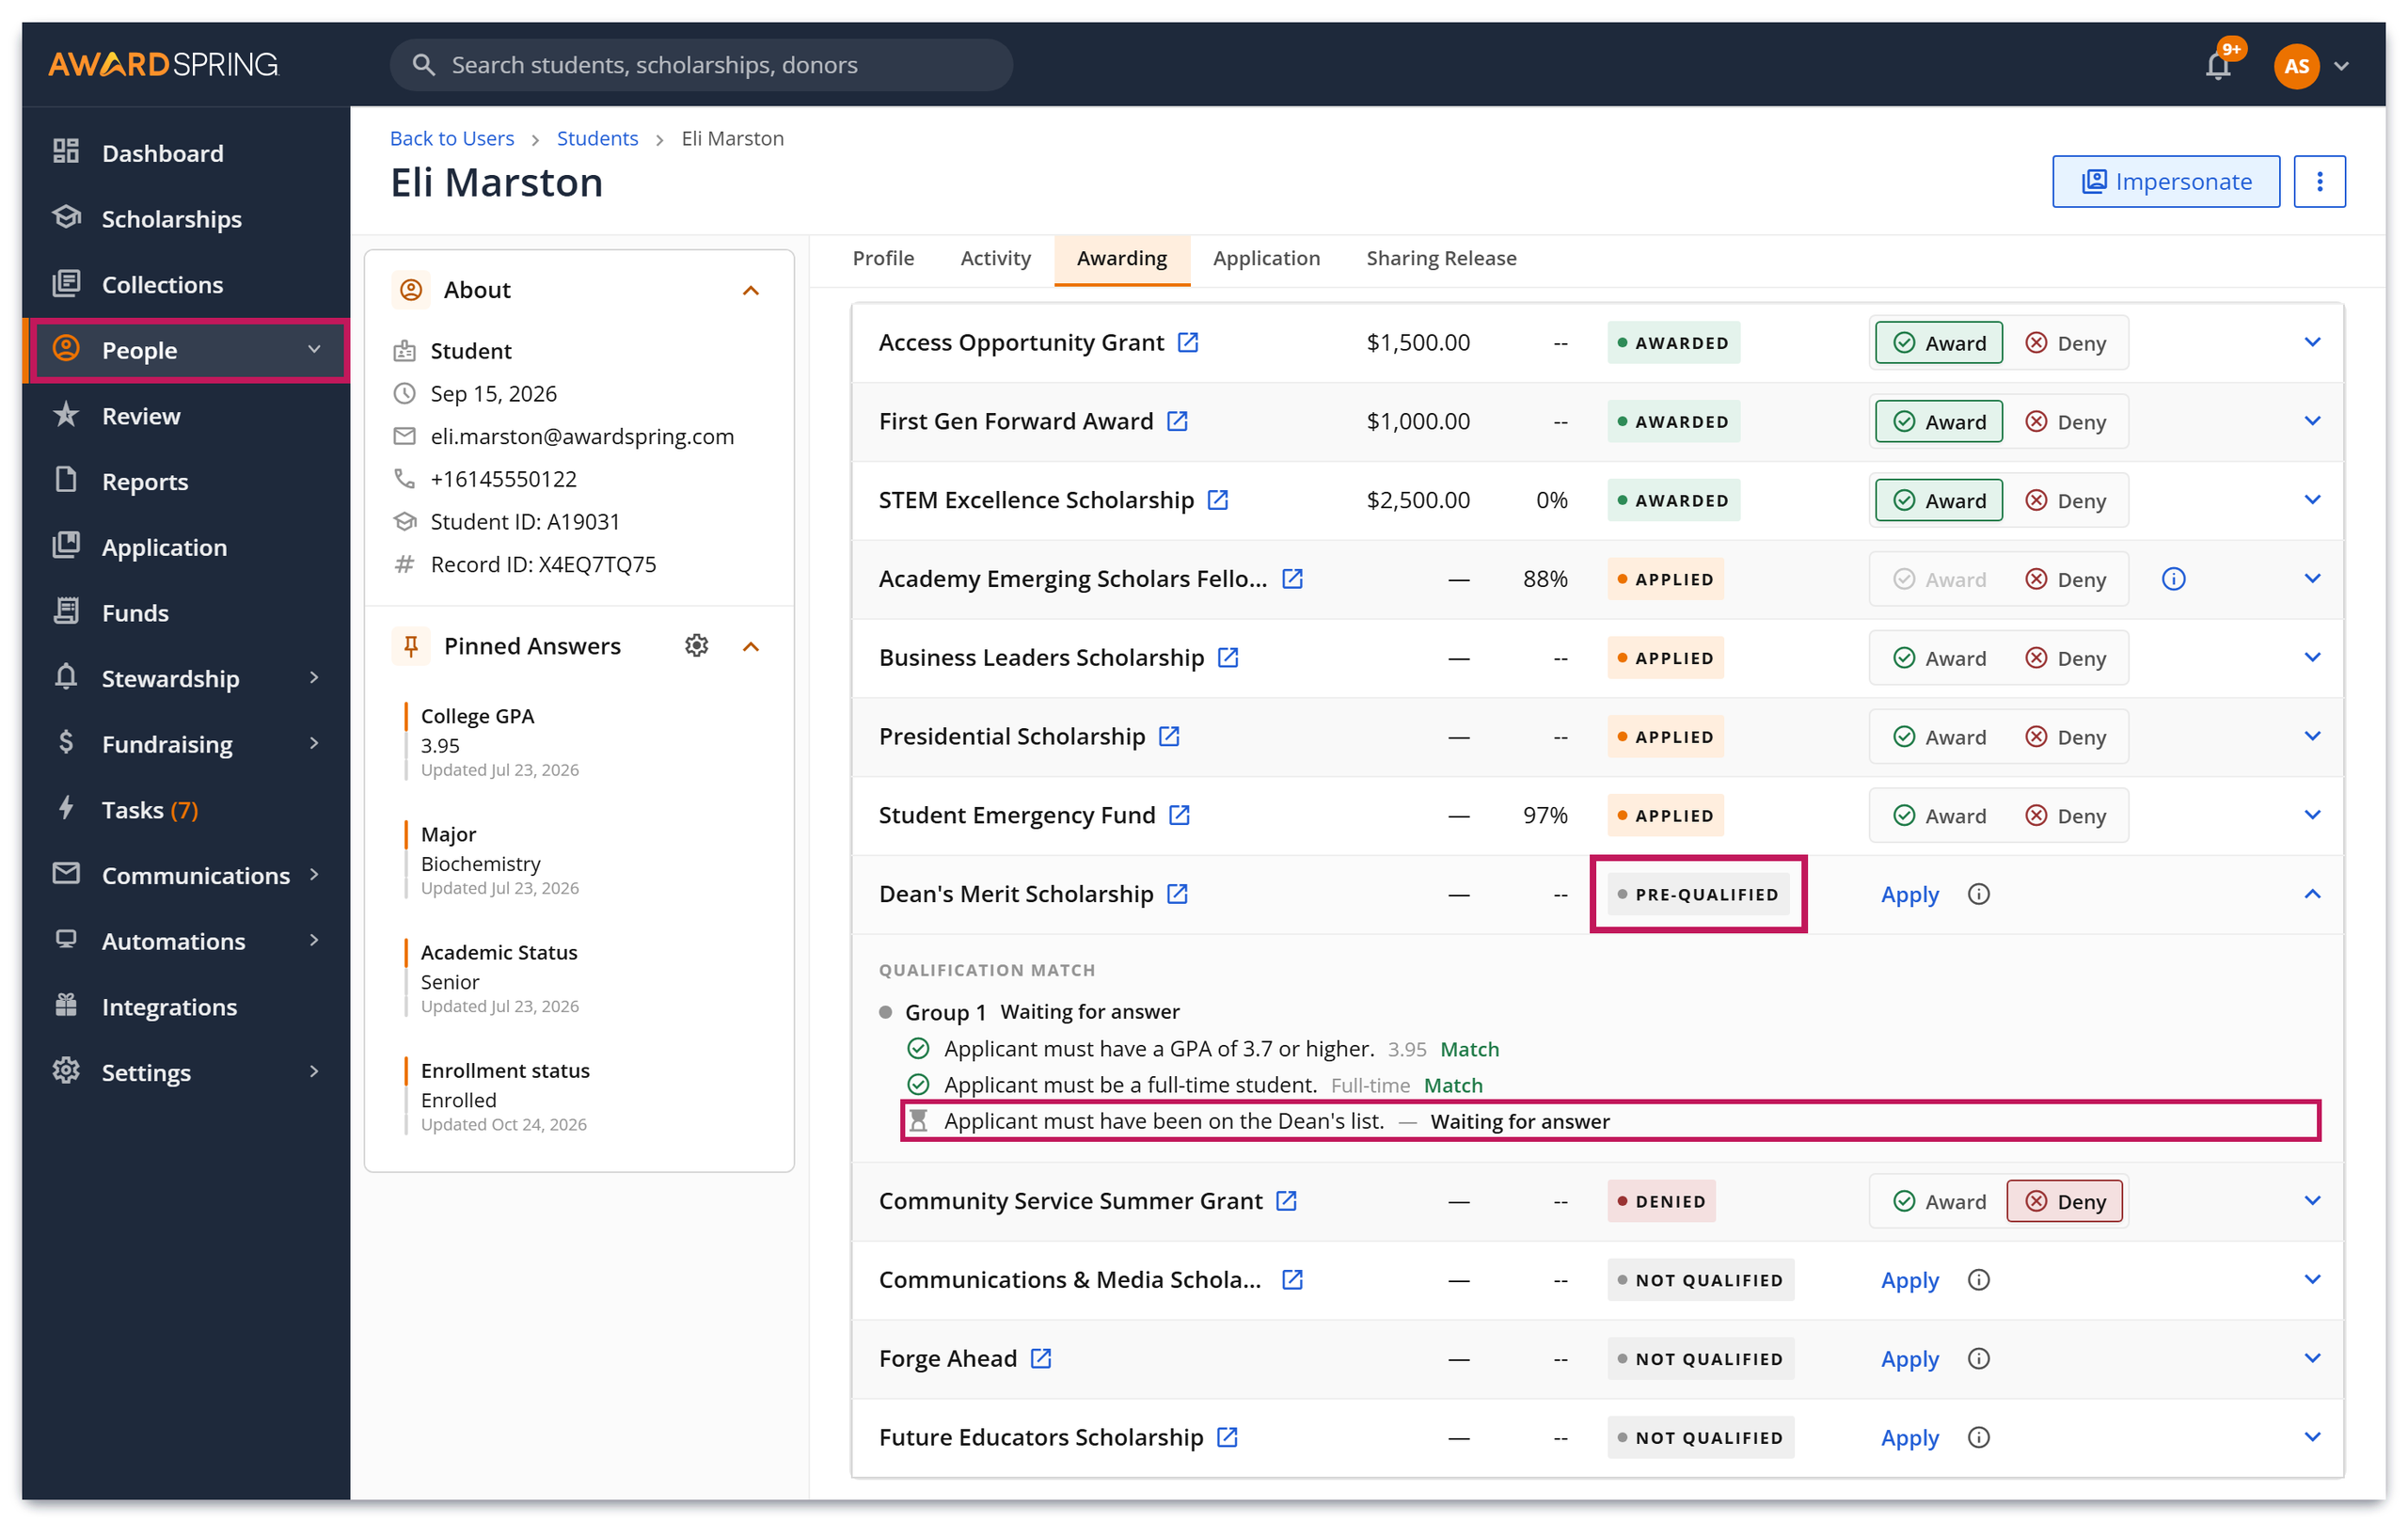 AWARDSPRING
Search students, scholarships, donors
9+
AS
Dashboard
Scholarships
Collections
People
Review
Reports
Application
Funds
Stewardship
Fundraising
Tasks (7)
Communications
Automations
Integrations
Settings
Back to Users > Students > Eli Marston
Eli Marston
Impersonate
About
Student
Sep 15, 2026
eli.marston@awardspring.com
+16145550122
Student ID: A19031
# Record ID: X4EQ7TQ75
Pinned Answers
College GPA
3.95
Updated Jul 23, 2026
Major
Biochemistry
Updated Jul 23, 2026
Academic Status
Senior
Updated Jul 23, 2026
Enrollment status
Enrolled
Updated Oct 24, 2026
Profile Activity Awarding Application Sharing Release
Access Opportunity Grant $1,500.00 -- AWARDED Award Deny
First Gen Forward Award $1,000.00 -- AWARDED Award Deny
STEM Excellence Scholarship $2,500.00 0% AWARDED Award Deny
Academy Emerging Scholars Fello... — 88% APPLIED Award Deny
Business Leaders Scholarship — -- APPLIED Award Deny
Presidential Scholarship — -- APPLIED Award Deny
Student Emergency Fund — 97% APPLIED Award Deny
Dean's Merit Scholarship — -- PRE-QUALIFIED Apply
QUALIFICATION MATCH
Group 1 Waiting for answer
Applicant must have a GPA of 3.7 or higher. 3.95 Match
Applicant must be a full-time student. Full-time Match
Applicant must have been on the Dean's list. — Waiting for answer
Community Service Summer Grant — -- DENIED Award Deny
Communications & Media Schola... — -- NOT QUALIFIED Apply
Forge Ahead — -- NOT QUALIFIED Apply
Future Educators Scholarship — -- NOT QUALIFIED Apply